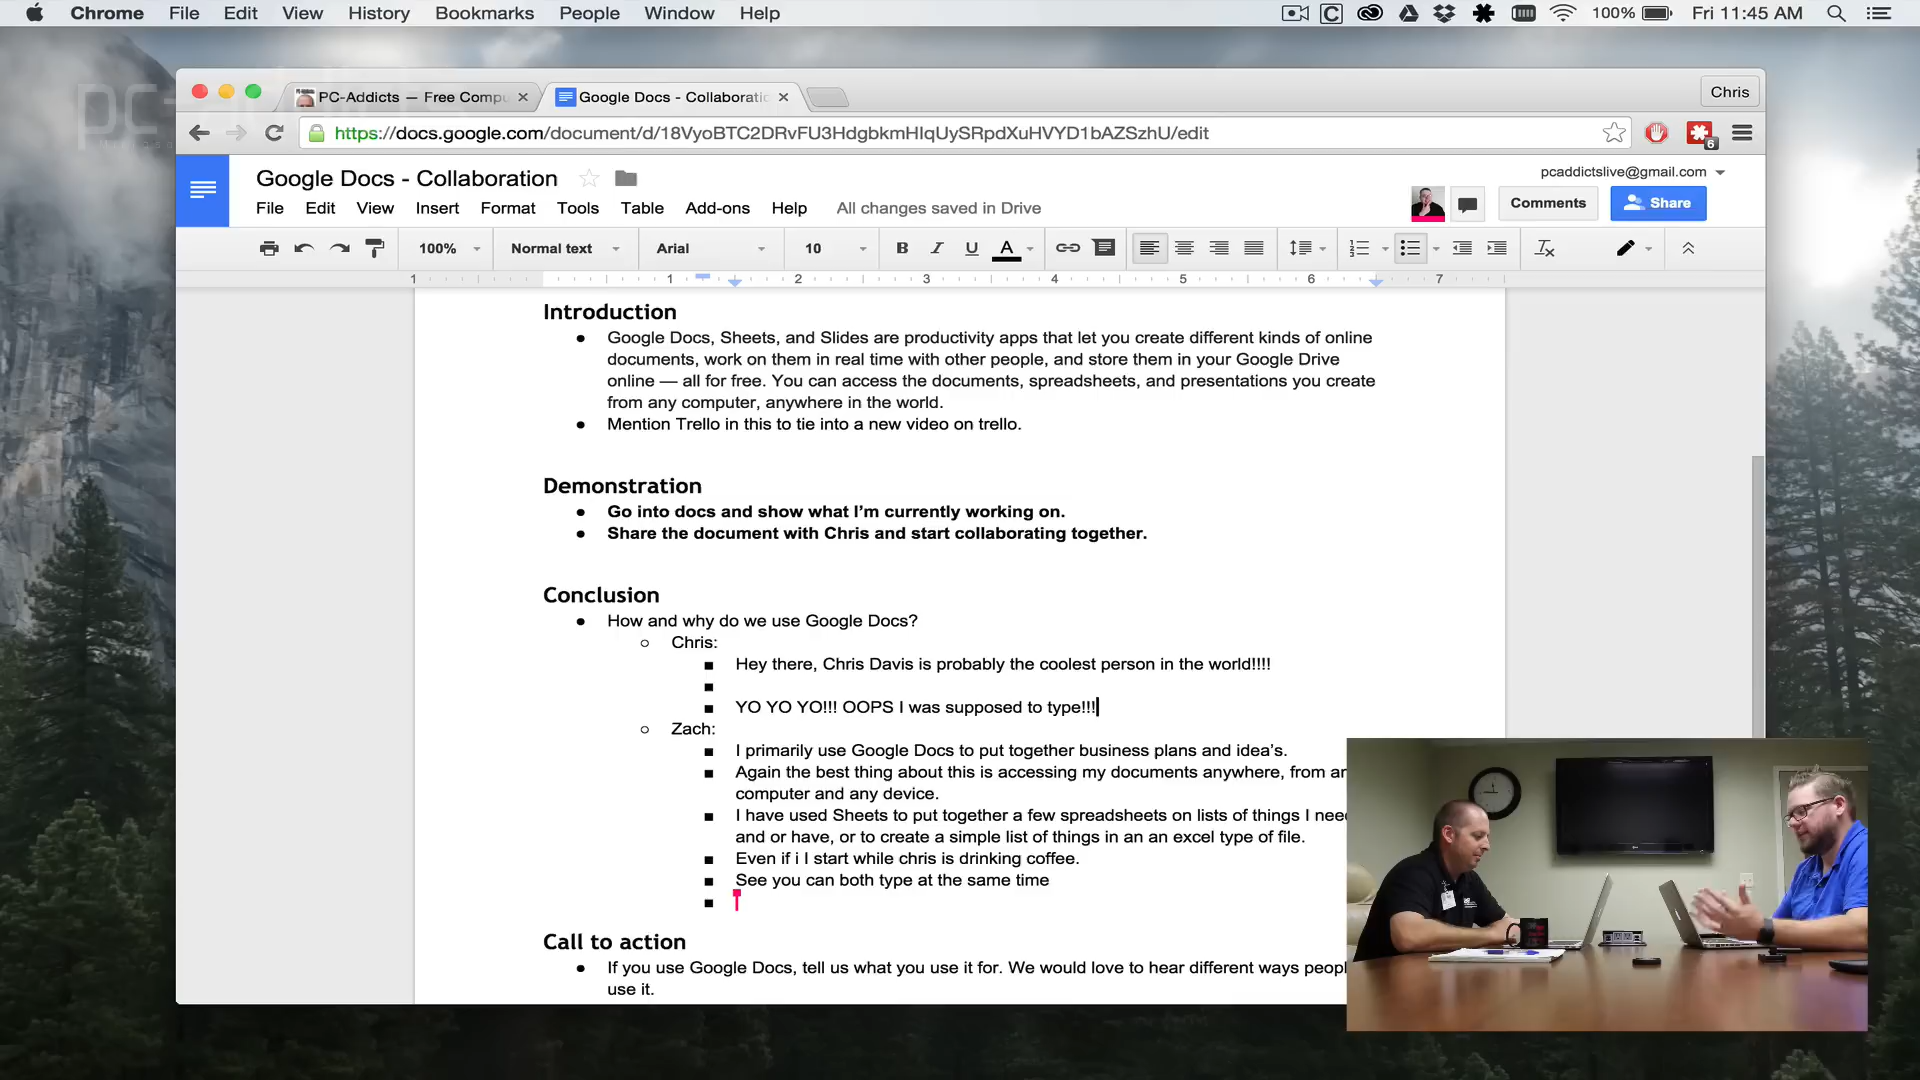 Chrome File Edit View History Bookmarks People Window Help 100% Fri 11:45 AM
PC-Addicts — Free Compu Google Docs - Collaboratio Chris
https://docs.google.com/document/d/18VyoBTC2DRvFU3HdgbkmHIqUySRpdXuHVYD1bAZSzhU/edit 6
pc-
Google Docs - Collaboration pcaddictslive@gmail.com
File Edit View Insert Format Tools Table Add-ons Help All changes saved in Drive Comments Share
100% Normal text Arial 10 B I U A
1 1 2 3 4 5 6 7
Introduction
● Google Docs, Sheets, and Slides are productivity apps that let you create different kinds of online
documents, work on them in real time with other people, and store them in your Google Drive
online — all for free. You can access the documents, spreadsheets, and presentations you create
from any computer, anywhere in the world.
● Mention Trello in this to tie into a new video on trello.
Demonstration
● Go into docs and show what I’m currently working on.
● Share the document with Chris and start collaborating together.
Conclusion
● How and why do we use Google Docs?
○ Chris:
■ Hey there, Chris Davis is probably the coolest person in the world!!!!
■
■ YO YO YO!!! OOPS I was supposed to type!!!
○ Zach:
■ I primarily use Google Docs to put together business plans and idea’s.
■ Again the best thing about this is accessing my documents anywhere, from an
computer and any device.
■ I have used Sheets to put together a few spreadsheets on lists of things I need
and or have, or to create a simple list of things in an an excel type of file.
■ Even if i I start while chris is drinking coffee.
■ See you can both type at the same time
■
Call to action
● If you use Google Docs, tell us what you use it for. We would love to hear different ways peopl
use it.